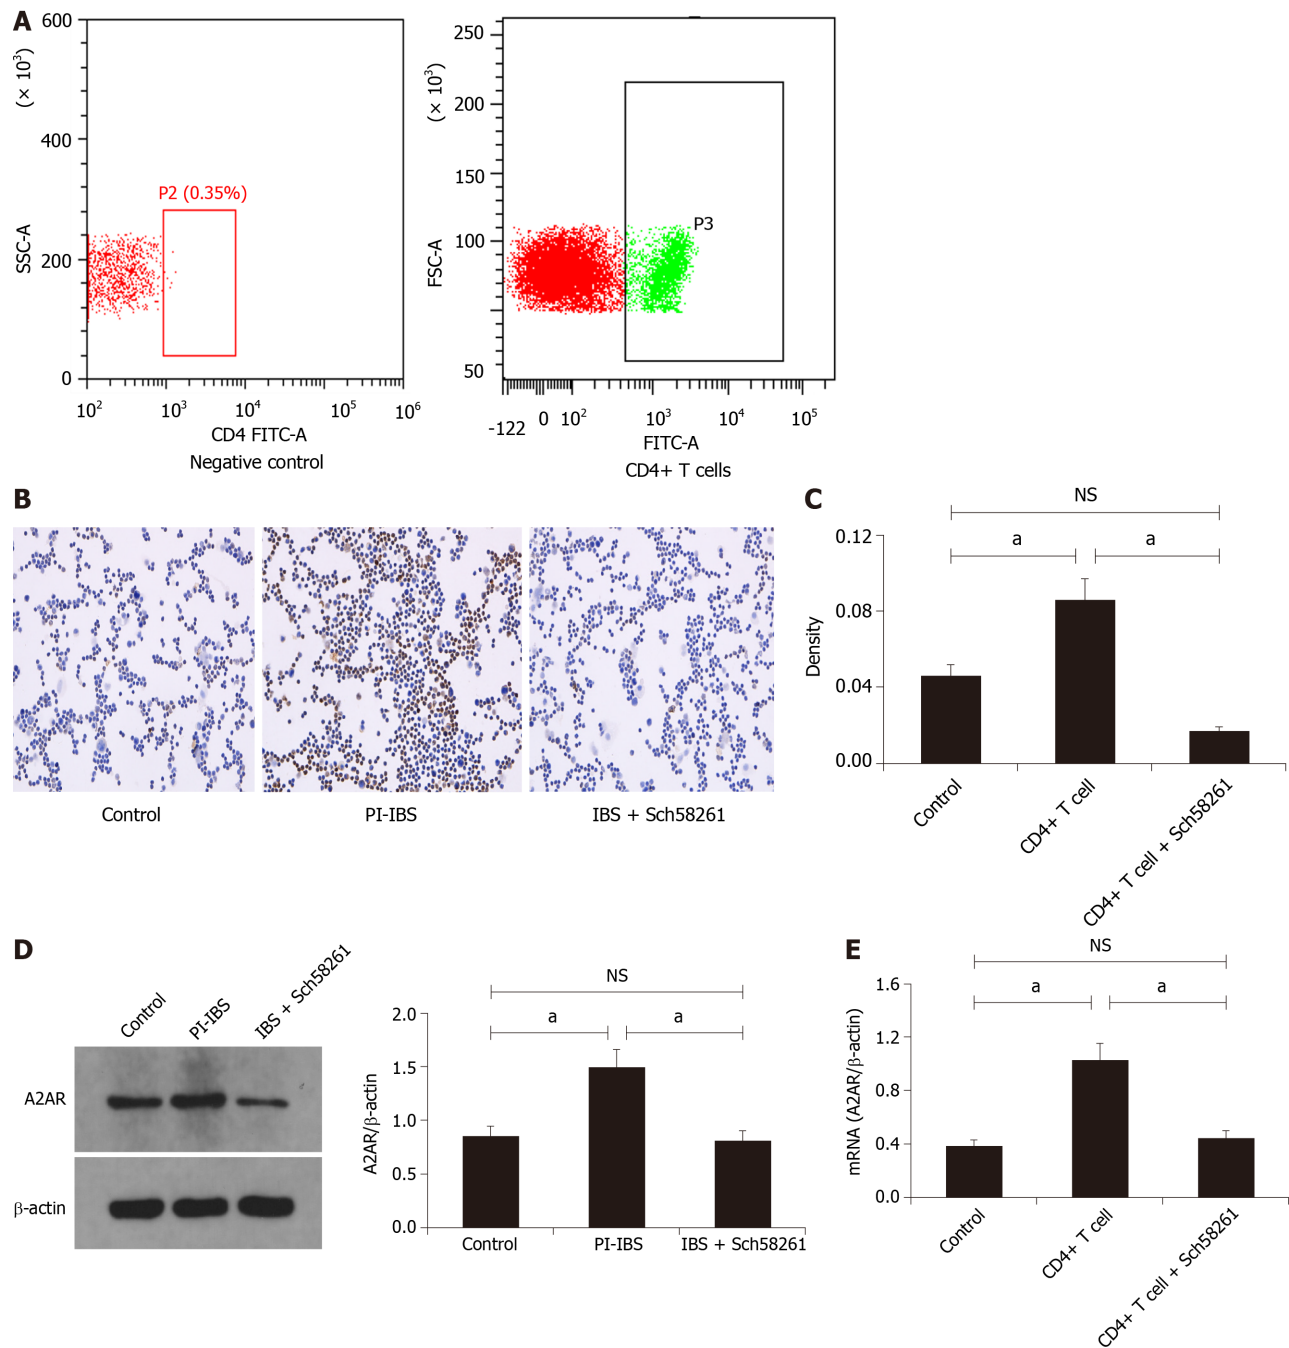 A
600
400
200
0
(× 10³)
SSC-A
P2 (0.35%)
10² 10³ 10⁴ 10⁵ 10⁶
CD4 FITC-A
Negative control
250
200
150
100
50
(× 10³)
FSC-A
P3
-122 0 10² 10³ 10⁴ 10⁵
FITC-A
CD4+ T cells
B
Control
PI-IBS
IBS + Sch58261
C
NS
a a
0.12
0.08
0.04
0.00
Density
Control
CD4+ T cell
CD4+ T cell + Sch58261
D
Control
PI-IBS
IBS + Sch58261
A2AR
β-actin
NS
a a
2.0
1.5
1.0
0.5
0.0
A2AR/β-actin
Control
PI-IBS
IBS + Sch58261
E
NS
a a
1.6
1.2
0.8
0.4
0.0
mRNA (A2AR/β-actin)
Control
CD4+ T cell
CD4+ T cell + Sch58261